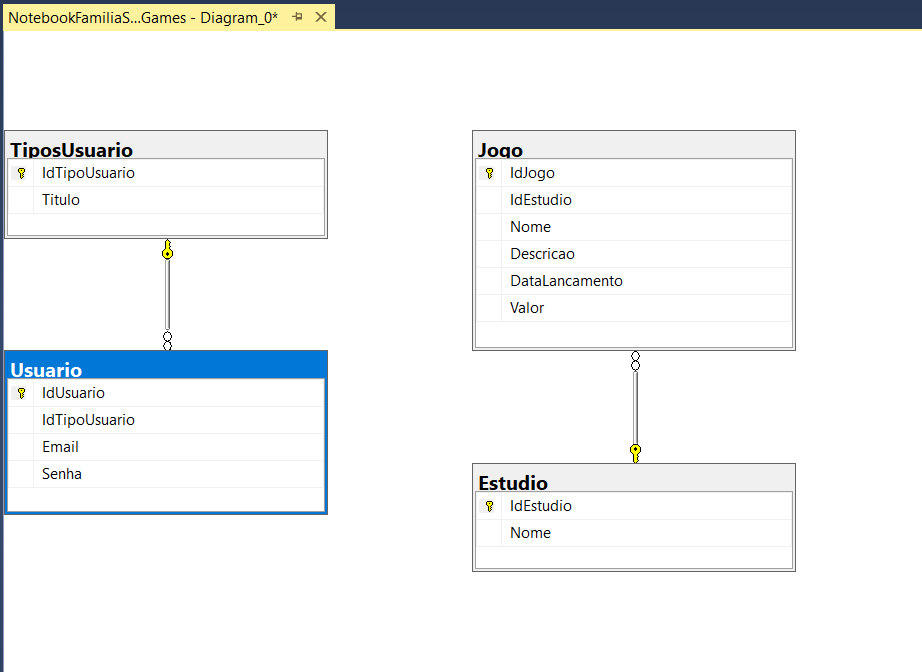 NotebookFamiliaS...Games - Diagram_0*
TiposUsuario
IdTipoUsuario
Titulo
Usuario
IdUsuario
IdTipoUsuario
Email
Senha
Jogo
IdJogo
IdEstudio
Nome
Descricao
DataLancamento
Valor
Estudio
IdEstudio
Nome